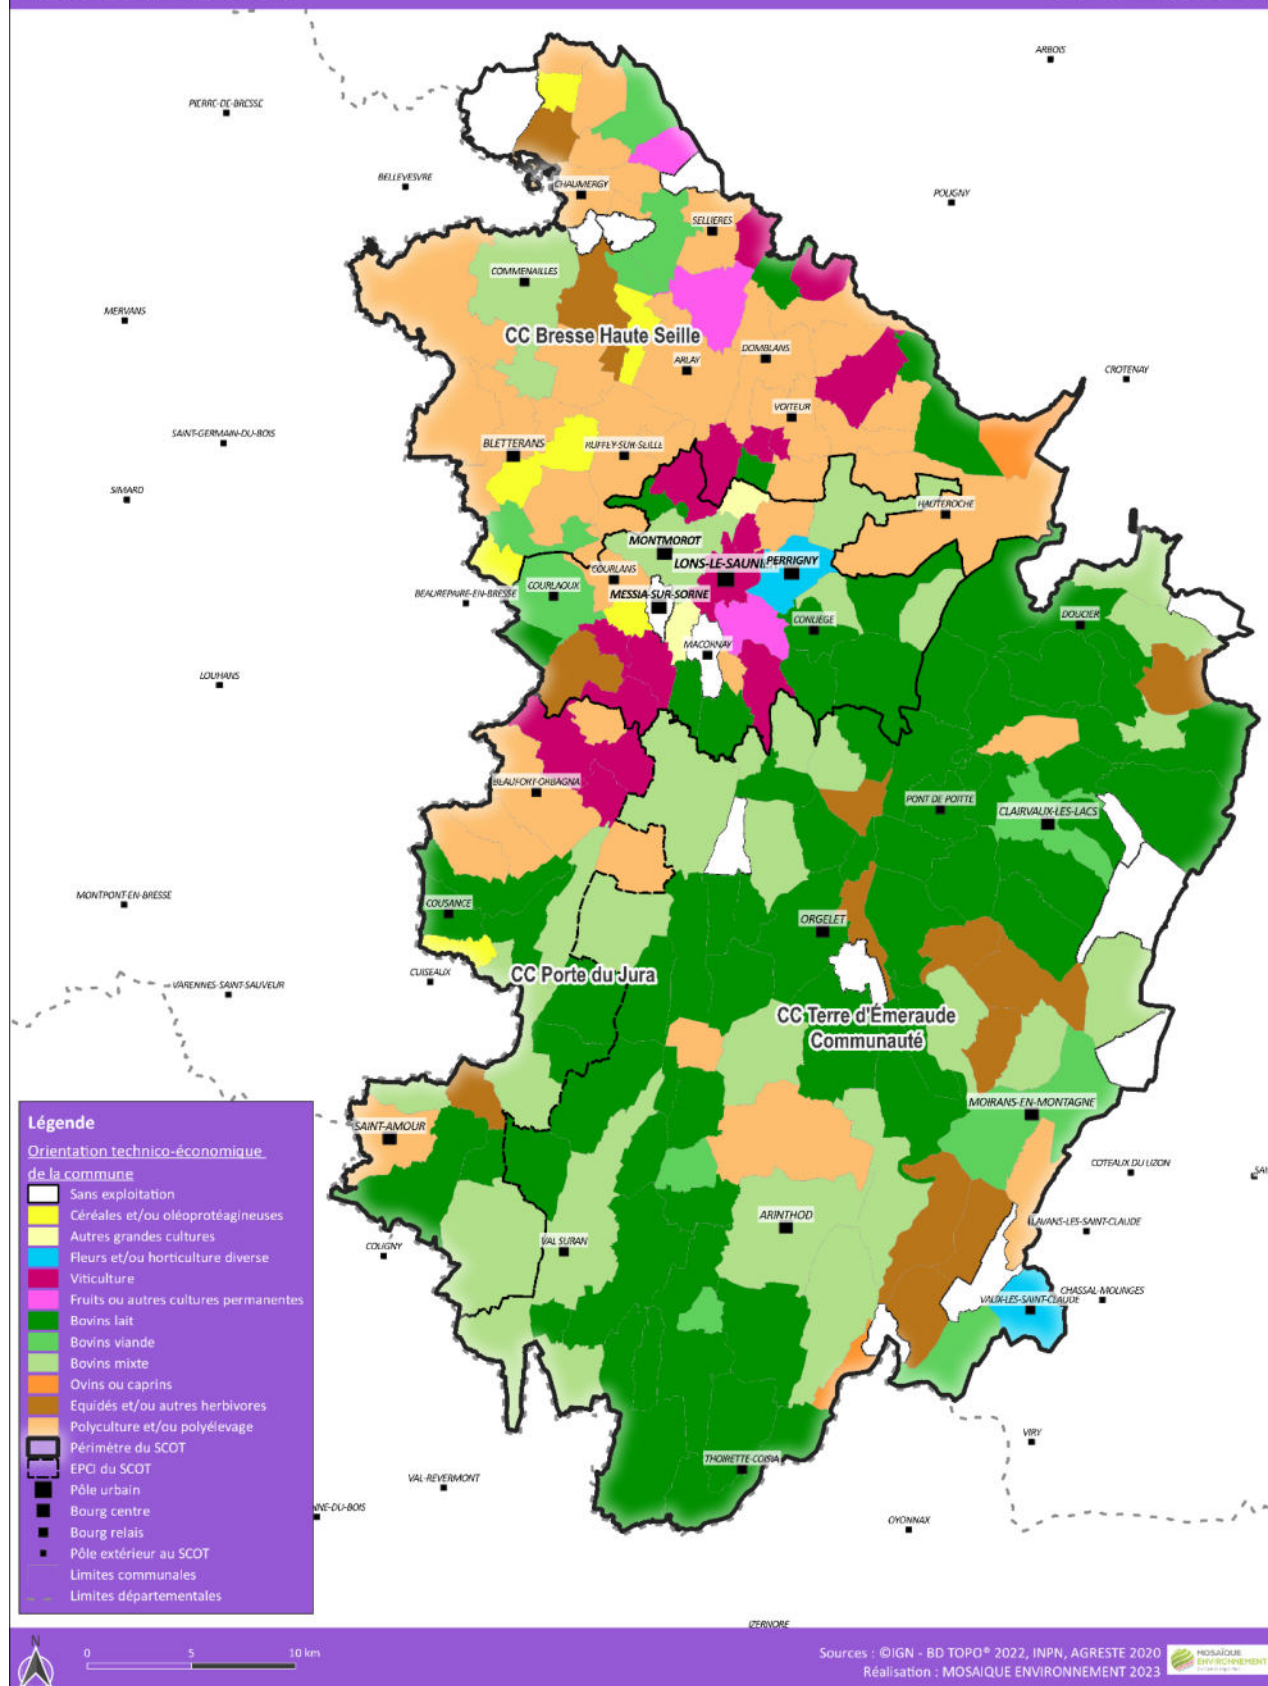 ARBOIS
PIERRE-DE-BRESSE
BELLEVESVRE
CHAUMERGY
POLIGNY
SELLIERES
COMMENAILLES
MERVANS
CC Bresse Haute Seille
DOMBLANS
ARLAY
CROTENAY
VOITEUR
SAINT-GERMAIN-DU-BOIS
BLETTERANS
RUFFEY-SUR-SEILLE
SIMARD
HAUTEROCHE
MONTMOROT
LONS-LE-SAUNI
PERRIGNY
COURLANS
COURLAOUX
BEAUREPAIRE-EN-BRESSE
MESSIA-SUR-SORNE
DOUCIER
CONLIEGE
MACORNAY
LOUHANS
BEAUFORT-ORBAGNA
PONT DE POITTE
CLAIRVAUX-LES-LACS
MONTPONT-EN-BRESSE
COUSANCE
ORGELET
CUISEAUX
CC Porte du Jura
VARENNES-SAINT-SAUVEUR
CC Terre d'Émeraude
Communauté
MOIRANS-EN-MONTAGNE
SAINT-AMOUR
COTEAUX DU LIZON
SAI
ARINTHOD
LAVANS-LES-SAINT-CLAUDE
VAL SURAN
COLIGNY
CHASSAL-MOLINGES
VAUX-LES-SAINT-CLAUDE
VIRY
THOIRETTE-COISIA
VAL-REVERMONT
NNE-DU-BOIS
OYONNAX
IZERNORE
Légende
Orientation technico-économique
de la commune
Sans exploitation
Céréales et/ou oléoprotéagineuses
Autres grandes cultures
Fleurs et/ou horticulture diverse
Viticulture
Fruits ou autres cultures permanentes
Bovins lait
Bovins viande
Bovins mixte
Ovins ou caprins
Equidés et/ou autres herbivores
Polyculture et/ou polyélevage
Périmètre du SCOT
EPCI du SCOT
Pôle urbain
Bourg centre
Bourg relais
Pôle extérieur au SCOT
Limites communales
Limites départementales
N
0 5 10 km
Sources : ©IGN - BD TOPO® 2022, INPN, AGRESTE 2020
Réalisation : MOSAIQUE ENVIRONNEMENT 2023
MOSAÏQUE
ENVIRONNEMENT